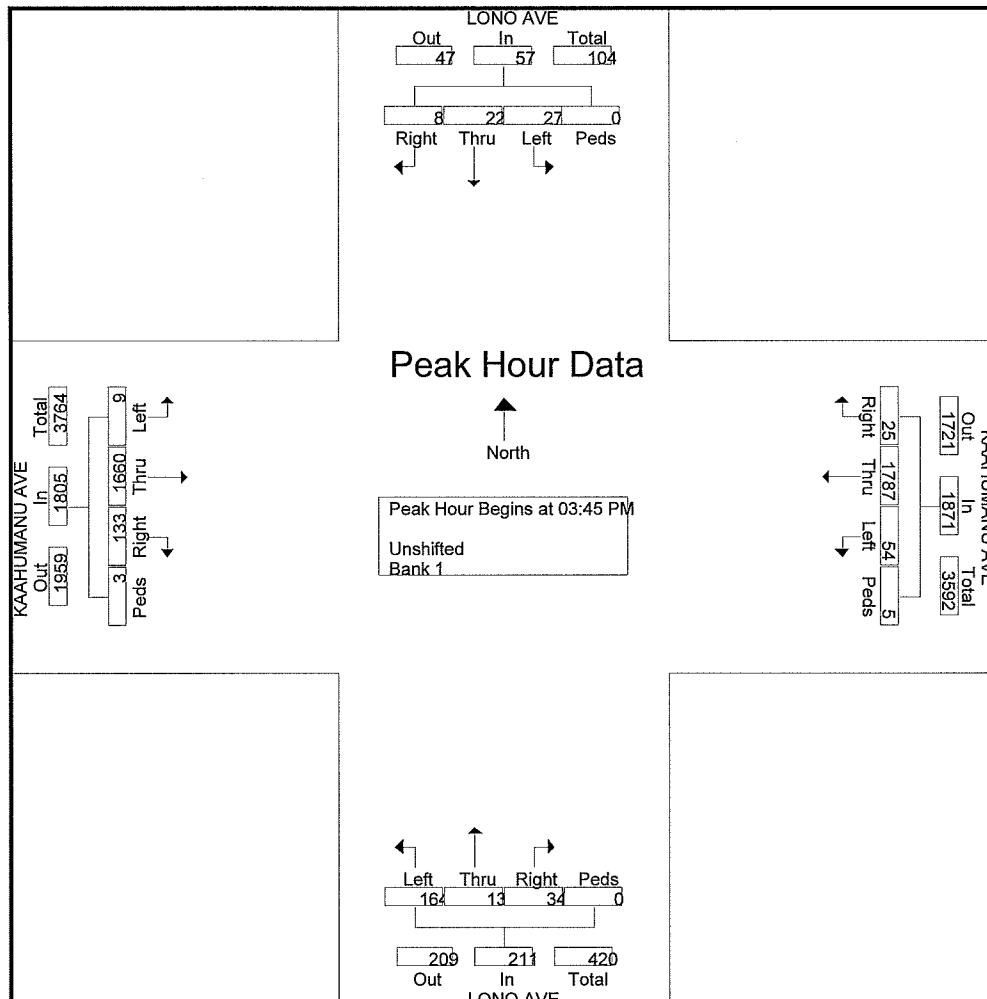 LONO AVE
Out In Total
47 57 104
8 22 27 0
Right Thru Left Peds
Peak Hour Data
North
Peak Hour Begins at 03:45 PM
Unshifted
Bank 1
KAAHUMANU AVE
Out In Total
1959 1805 3764
9 1660 133 3
Left Thru Right Peds
Right Thru Left Peds
25 1787 54 5
1721 1871 3592
Out In Total
KAAHUMANU AVE
Left Thru Right Peds
164 13 34 0
209 211 420
Out In Total
LONO AVE